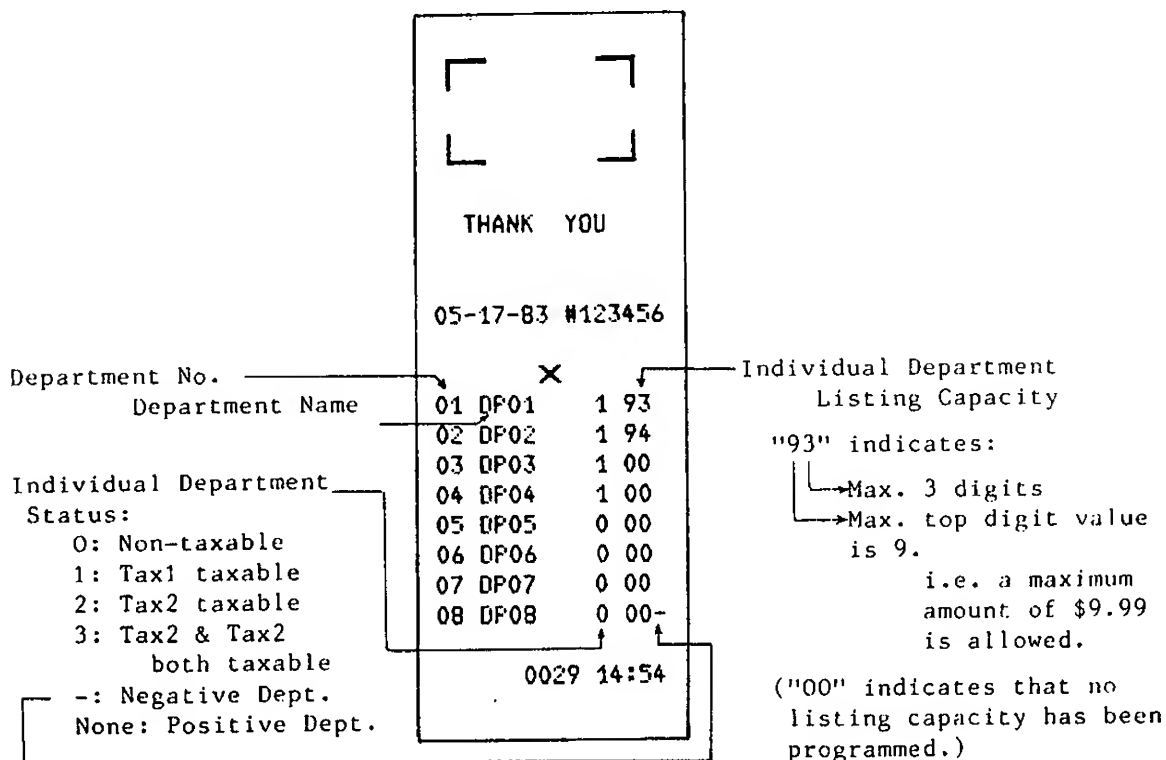 THANK YOU
05-17-83 #123456
X
01 DP01 1 93
02 DP02 1 94
03 DP03 1 00
04 DP04 1 00
05 DP05 0 00
06 DP06 0 00
07 DP07 0 00
08 DP08 0 00-
0029 14:54
Department No.
Department Name
Individual Department
Status:
0: Non-taxable
1: Tax1 taxable
2: Tax2 taxable
3: Tax2 & Tax2
both taxable
-: Negative Dept.
None: Positive Dept.
Individual Department
Listing Capacity
"93" indicates:
Max. 3 digits
Max. top digit value
is 9.
i.e. a maximum
amount of $9.99
is allowed.
("00" indicates that no
listing capacity has been
programmed.)